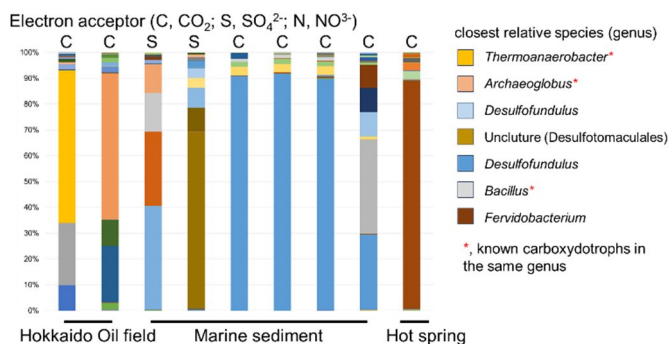 Electron acceptor (C, CO₂; S, SO₄²⁻; N, NO³⁻)
C C S S C C C C C
100%
90%
80%
70%
60%
50%
40%
30%
20%
10%
0%
Hokkaido Oil field Marine sediment Hot spring
closest relative species (genus)
Thermoanaerobacter*
Archaeoglobus*
Desulfofundulus
Uncluture (Desulfotomaculales)
Desulfofundulus
Bacillus*
Fervidobacterium
*, known carboxydotrophs in
the same genus